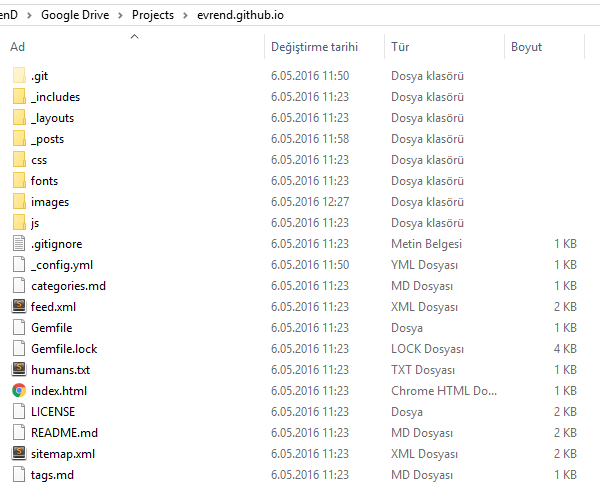 enD > Google Drive > Projects > evrend.github.io
Ad Değiştirme tarihi Tür Boyut
.git 6.05.2016 11:50 Dosya klasörü
_includes 6.05.2016 11:23 Dosya klasörü
_layouts 6.05.2016 11:23 Dosya klasörü
_posts 6.05.2016 11:58 Dosya klasörü
css 6.05.2016 11:23 Dosya klasörü
fonts 6.05.2016 11:23 Dosya klasörü
images 6.05.2016 12:27 Dosya klasörü
js 6.05.2016 11:23 Dosya klasörü
.gitignore 6.05.2016 11:23 Metin Belgesi 1 KB
_config.yml 6.05.2016 11:50 YML Dosyası 1 KB
categories.md 6.05.2016 11:23 MD Dosyası 1 KB
feed.xml 6.05.2016 11:23 XML Dosyası 2 KB
Gemfile 6.05.2016 11:23 Dosya 1 KB
Gemfile.lock 6.05.2016 11:23 LOCK Dosyası 4 KB
humans.txt 6.05.2016 11:23 TXT Dosyası 1 KB
index.html 6.05.2016 11:23 Chrome HTML Do... 1 KB
LICENSE 6.05.2016 11:23 Dosya 2 KB
README.md 6.05.2016 11:23 MD Dosyası 2 KB
sitemap.xml 6.05.2016 11:23 XML Dosyası 2 KB
tags.md 6.05.2016 11:23 MD Dosyası 1 KB